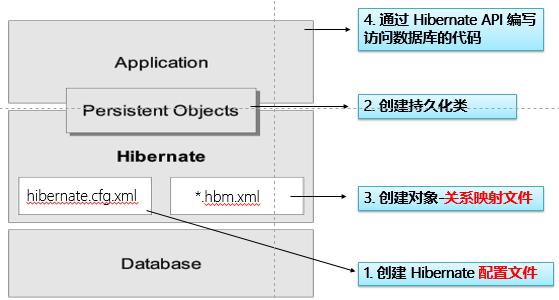 4. 通过 Hibernate API 编写
访问数据库的代码
Application
Persistent Objects
2. 创建持久化类
Hibernate
hibernate.cfg.xml
*.hbm.xml
3. 创建对象-关系映射文件
Database
1. 创建 Hibernate 配置文件